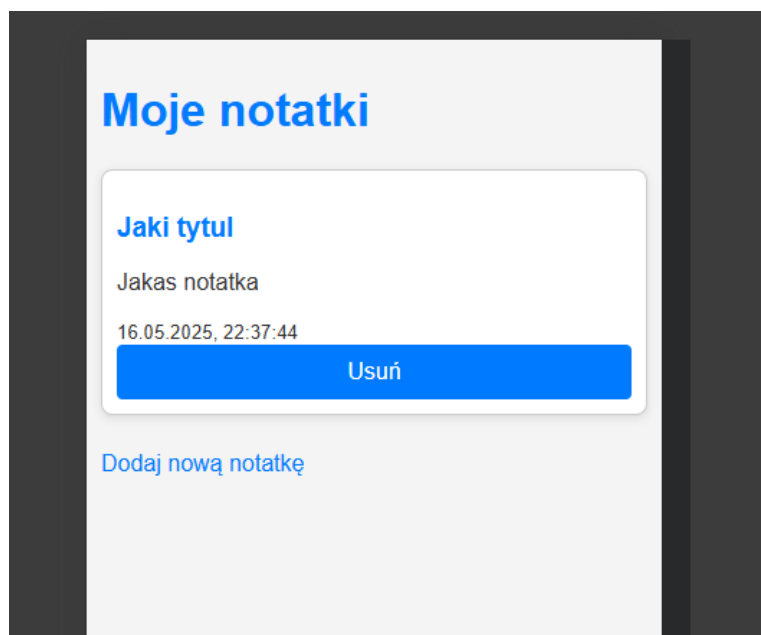 Moje notatki
Jaki tytul
Jakas notatka
16.05.2025, 22:37:44
Usuń
Dodaj nową notatkę